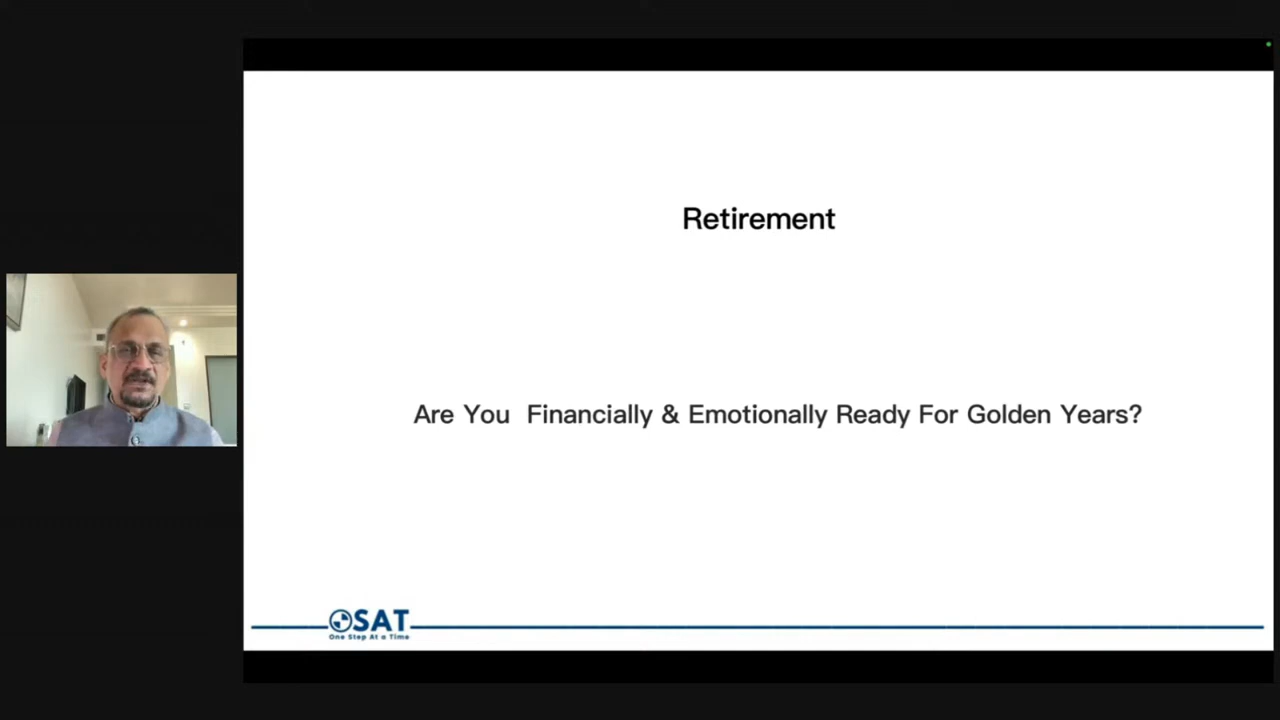 Retirement
Are You  Financially & Emotionally Ready For Golden Years?
OSAT
One Step At a Time